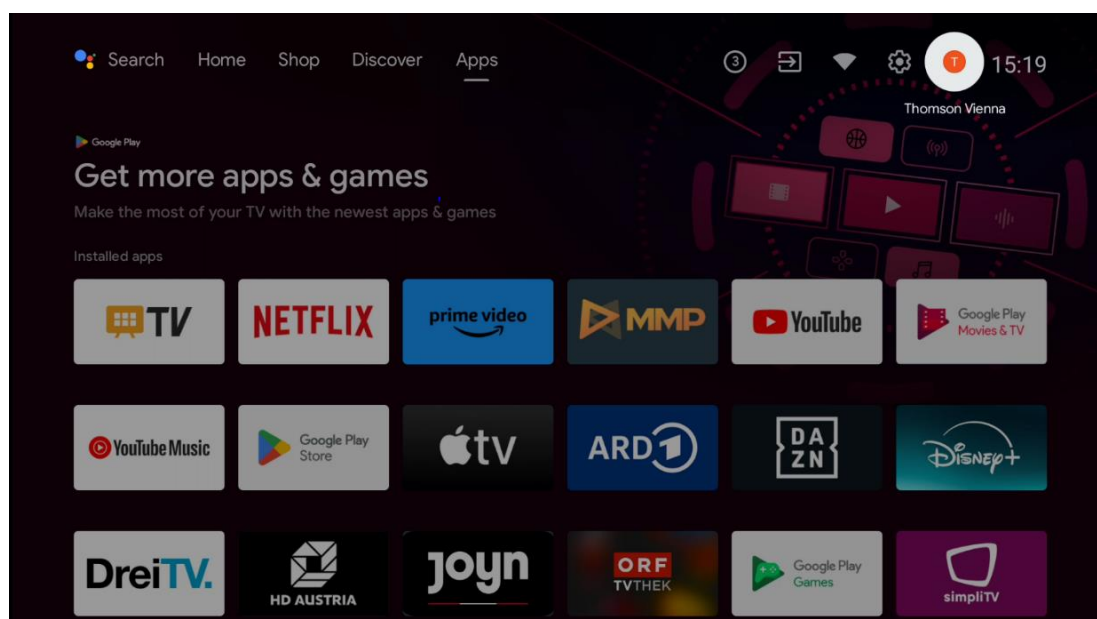 Search Home Shop Discover Apps 3 T 15:19
Thomson Vienna
Google Play
Get more apps & games
Make the most of your TV with the newest apps & games
Installed apps
TV
NETFLIX
prime video
MMP
YouTube
Google Play
Movies & TV
YouTube Music
Google Play
Store
tv
ARD 1
DA
ZN
Disney+
DreiTV.
HD AUSTRIA
Joyn
ORF
TVTHEK
Google Play
Games
simpliTV